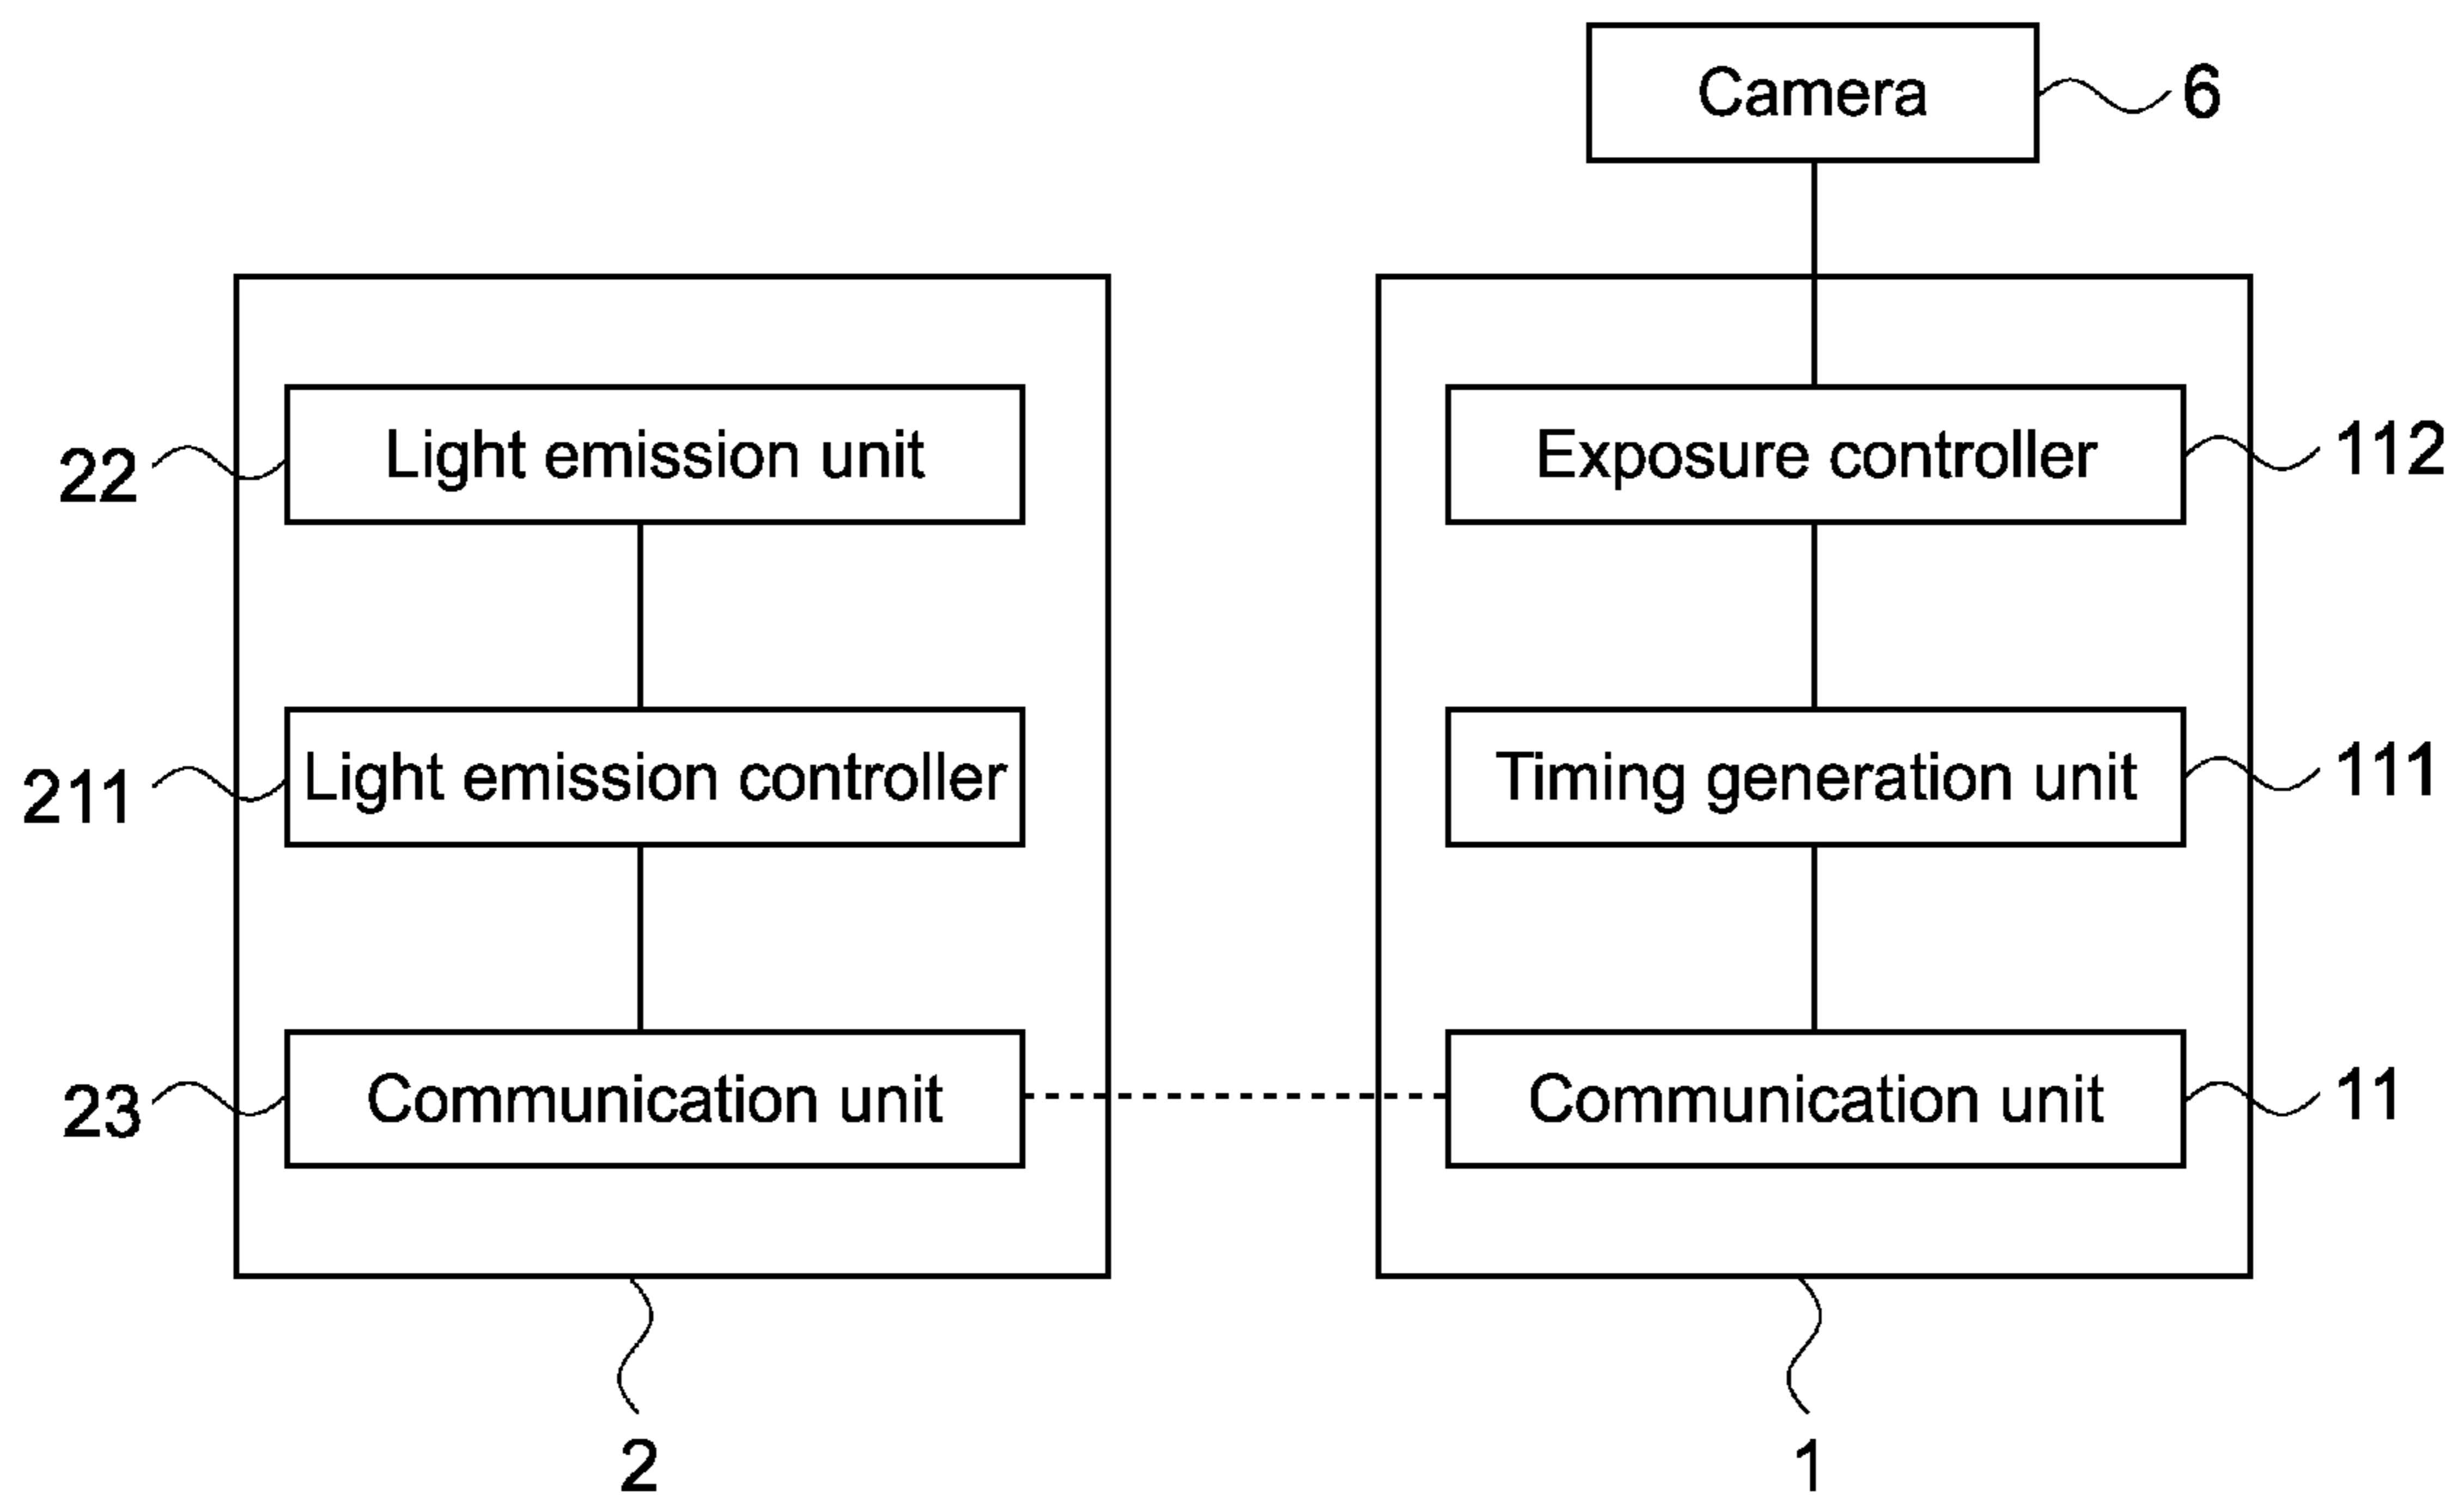 Camera
6
22
Light emission unit
Exposure controller
112
211
Light emission controller
Timing generation unit
111
23
Communication unit
Communication unit
11
2
1